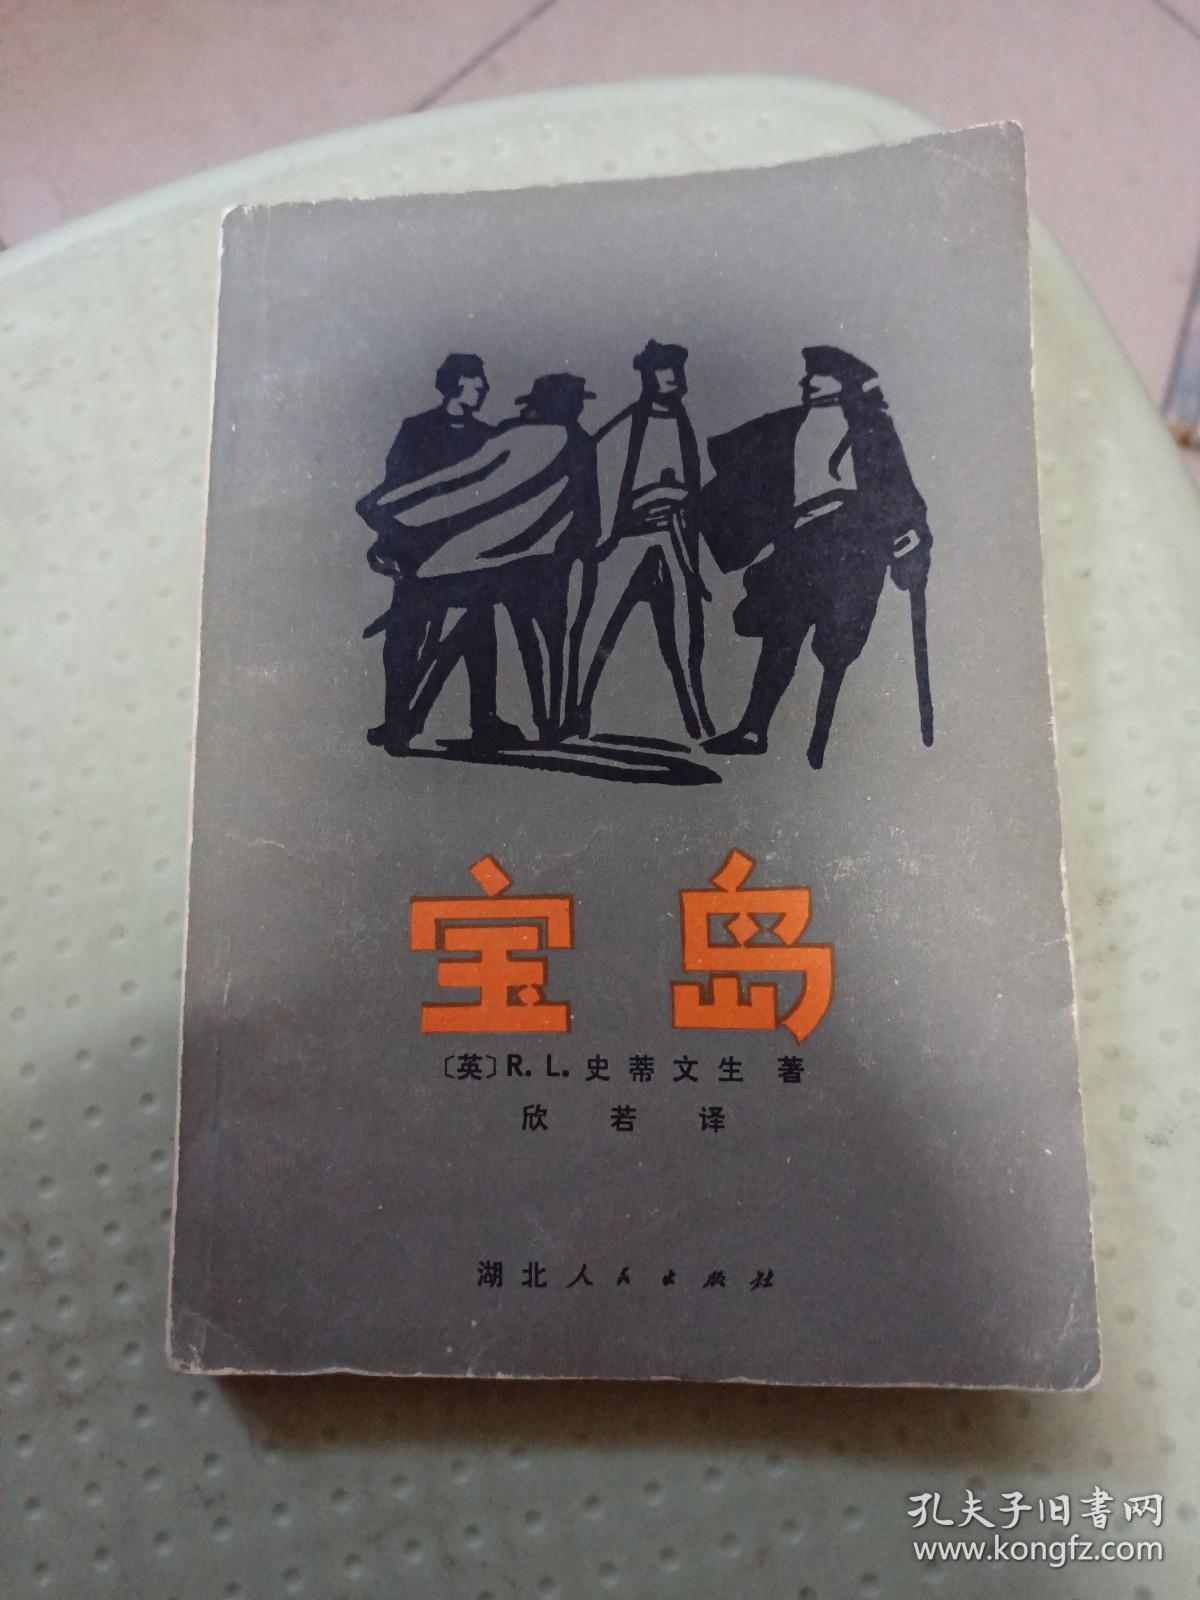 宝岛
〔英〕R.L.史蒂文生 著
欣若译
湖北人民出版社
孔夫子旧书网
www.kongfz.com